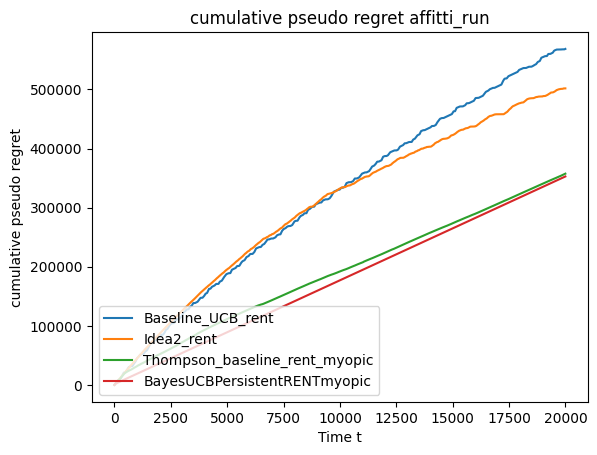 cumulative pseudo regret affitti_run
cumulative pseudo regret
500000
400000
300000
200000
100000
0
Baseline_UCB_rent
Idea2_rent
Thompson_baseline_rent_myopic
BayesUCBPersistentRENTmyopic
0 2500 5000 7500 10000 12500 15000 17500 20000
Time t